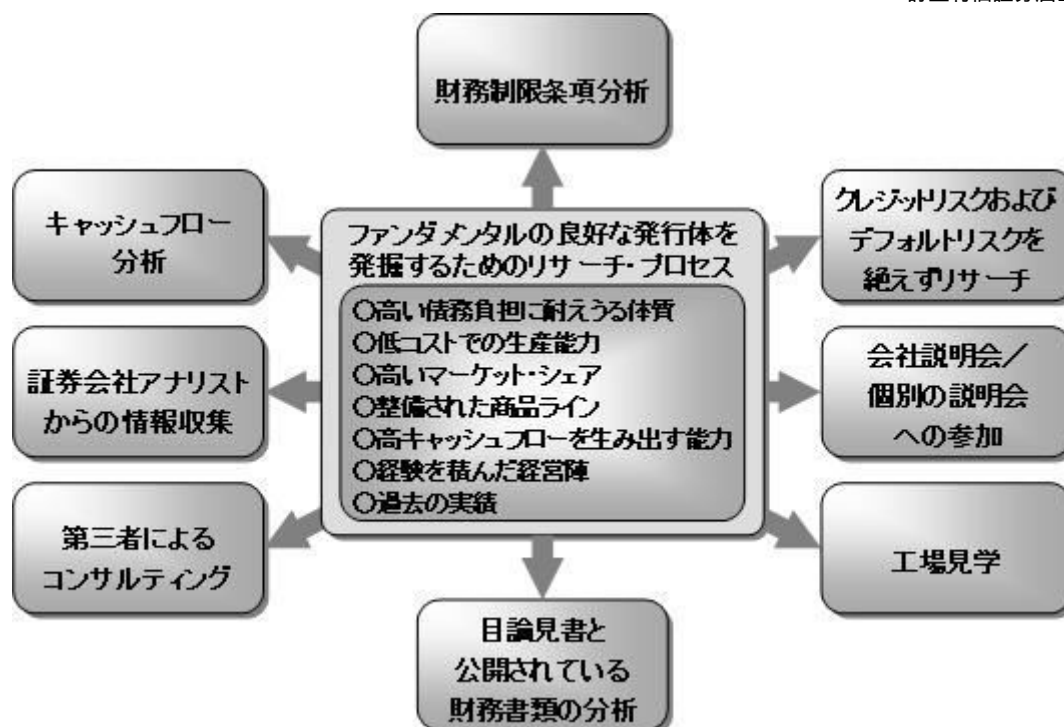 財務制限条項分析
キャッシュフロー
分析
クレジットリスクおよび
デフォルトリスクを
絶えずリサーチ
ファンダメンタルの良好な発行体を
発掘するためのリサーチ・プロセス
〇高い債務負担に耐えうる体質
〇低コストでの生産能力
〇高いマーケット・シェア
〇整備された商品ライン
〇高キャッシュフローを生み出す能力
〇経験を積んだ経営陣
〇過去の実績
証券会社アナリスト
からの情報収集
会社説明会／
個別の説明会
への参加
第三者による
コンサルティング
工場見学
目論見書と
公開されている
財務書類の分析